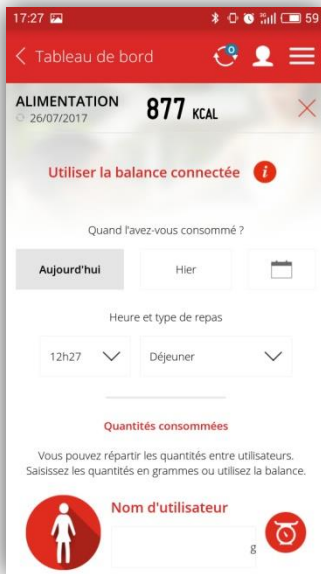 17:27 59
Tableau de bord 0
ALIMENTATION 877 KCAL
26/07/2017
Utiliser la balance connectée i
Quand l'avez-vous consommé ?
Aujourd'hui Hier
Heure et type de repas
12h27 Déjeuner
Quantités consommées
Vous pouvez répartir les quantités entre utilisateurs.
Saisissez les quantités en grammes ou utilisez la balance.
Nom d'utilisateur
g